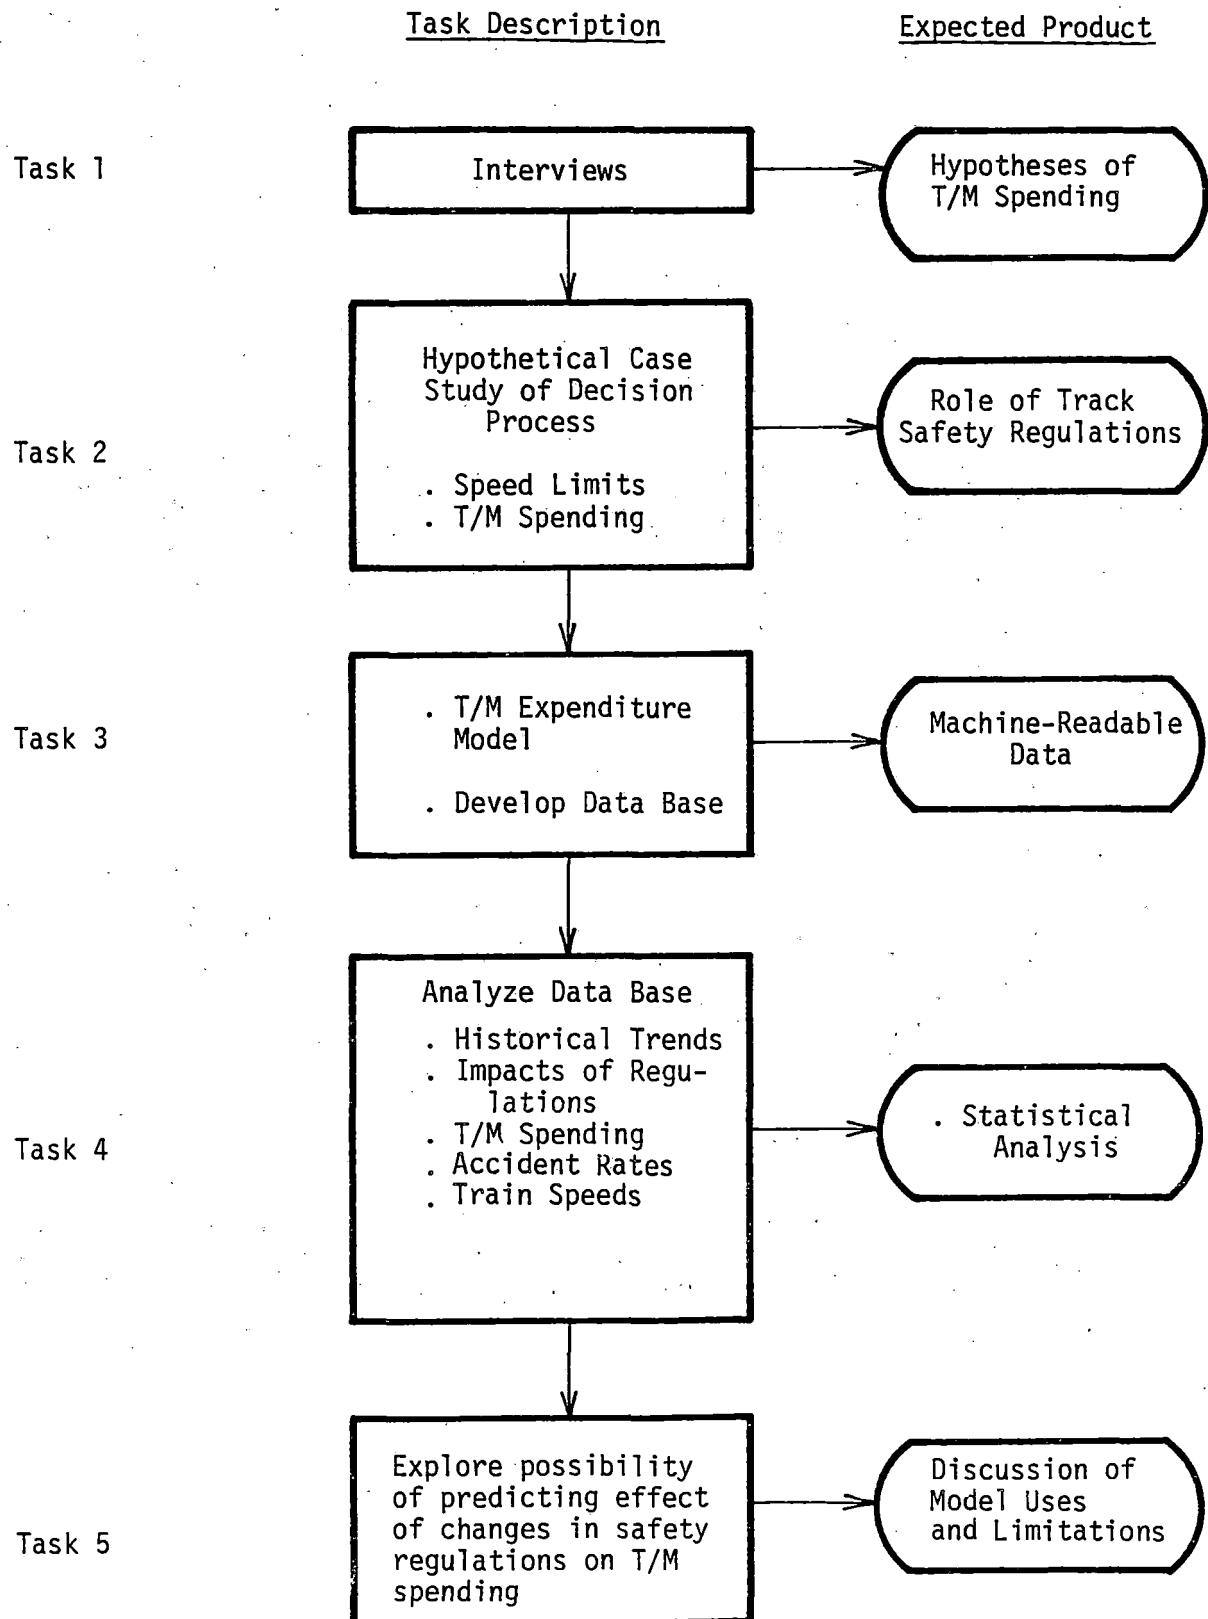 Task Description
Expected Product
Task 1
Interviews
Hypotheses of
T/M Spending
Task 2
Hypothetical Case
Study of Decision
Process
. Speed Limits
. T/M Spending
Role of Track
Safety Regulations
Task 3
. T/M Expenditure
Model
. Develop Data Base
Machine-Readable
Data
Task 4
Analyze Data Base
. Historical Trends
. Impacts of Regu-
lations
. T/M Spending
. Accident Rates
. Train Speeds
. Statistical
Analysis
Task 5
Explore possibility
of predicting effect
of changes in safety
regulations on T/M
spending
Discussion of
Model Uses
and Limitations